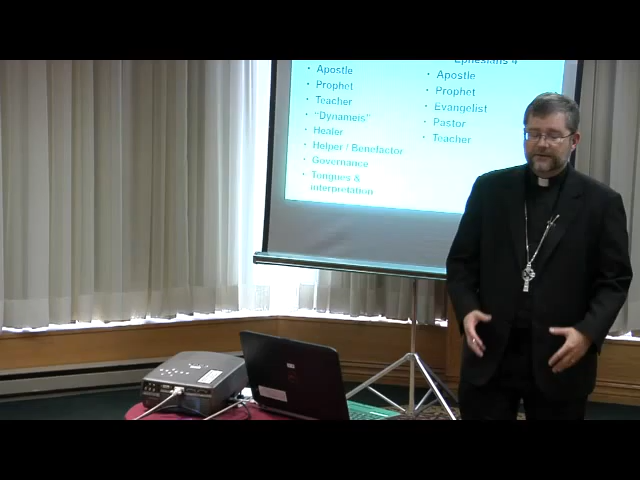 • Apostle
• Prophet
• Teacher
• "Dynameis"
• Healer
• Helper / Benefactor
• Governance
• Tongues &
interpretation
Ephesians 4
• Apostle
• Prophet
• Evangelist
• Pastor
• Teacher